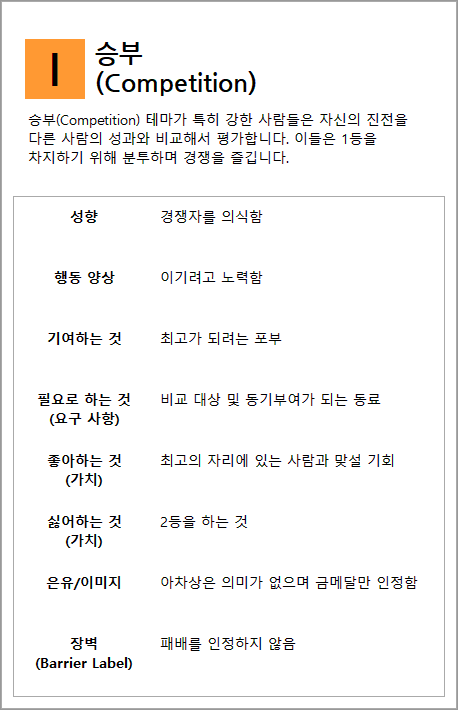 I
승부
(Competition)
승부(Competition) 테마가 특히 강한 사람들은 자신의 진전을
다른 사람의 성과와 비교해서 평가합니다. 이들은 1등을
차지하기 위해 분투하며 경쟁을 즐깁니다.
성향 경쟁자를 의식함
행동 양상 이기려고 노력함
기여하는 것 최고가 되려는 포부
필요로 하는 것 비교 대상 및 동기부여가 되는 동료
(요구 사항)
좋아하는 것 최고의 자리에 있는 사람과 맞설 기회
(가치)
싫어하는 것 2등을 하는 것
(가치)
은유/이미지 아차상은 의미가 없으며 금메달만 인정함
장벽 패배를 인정하지 않음
(Barrier Label)